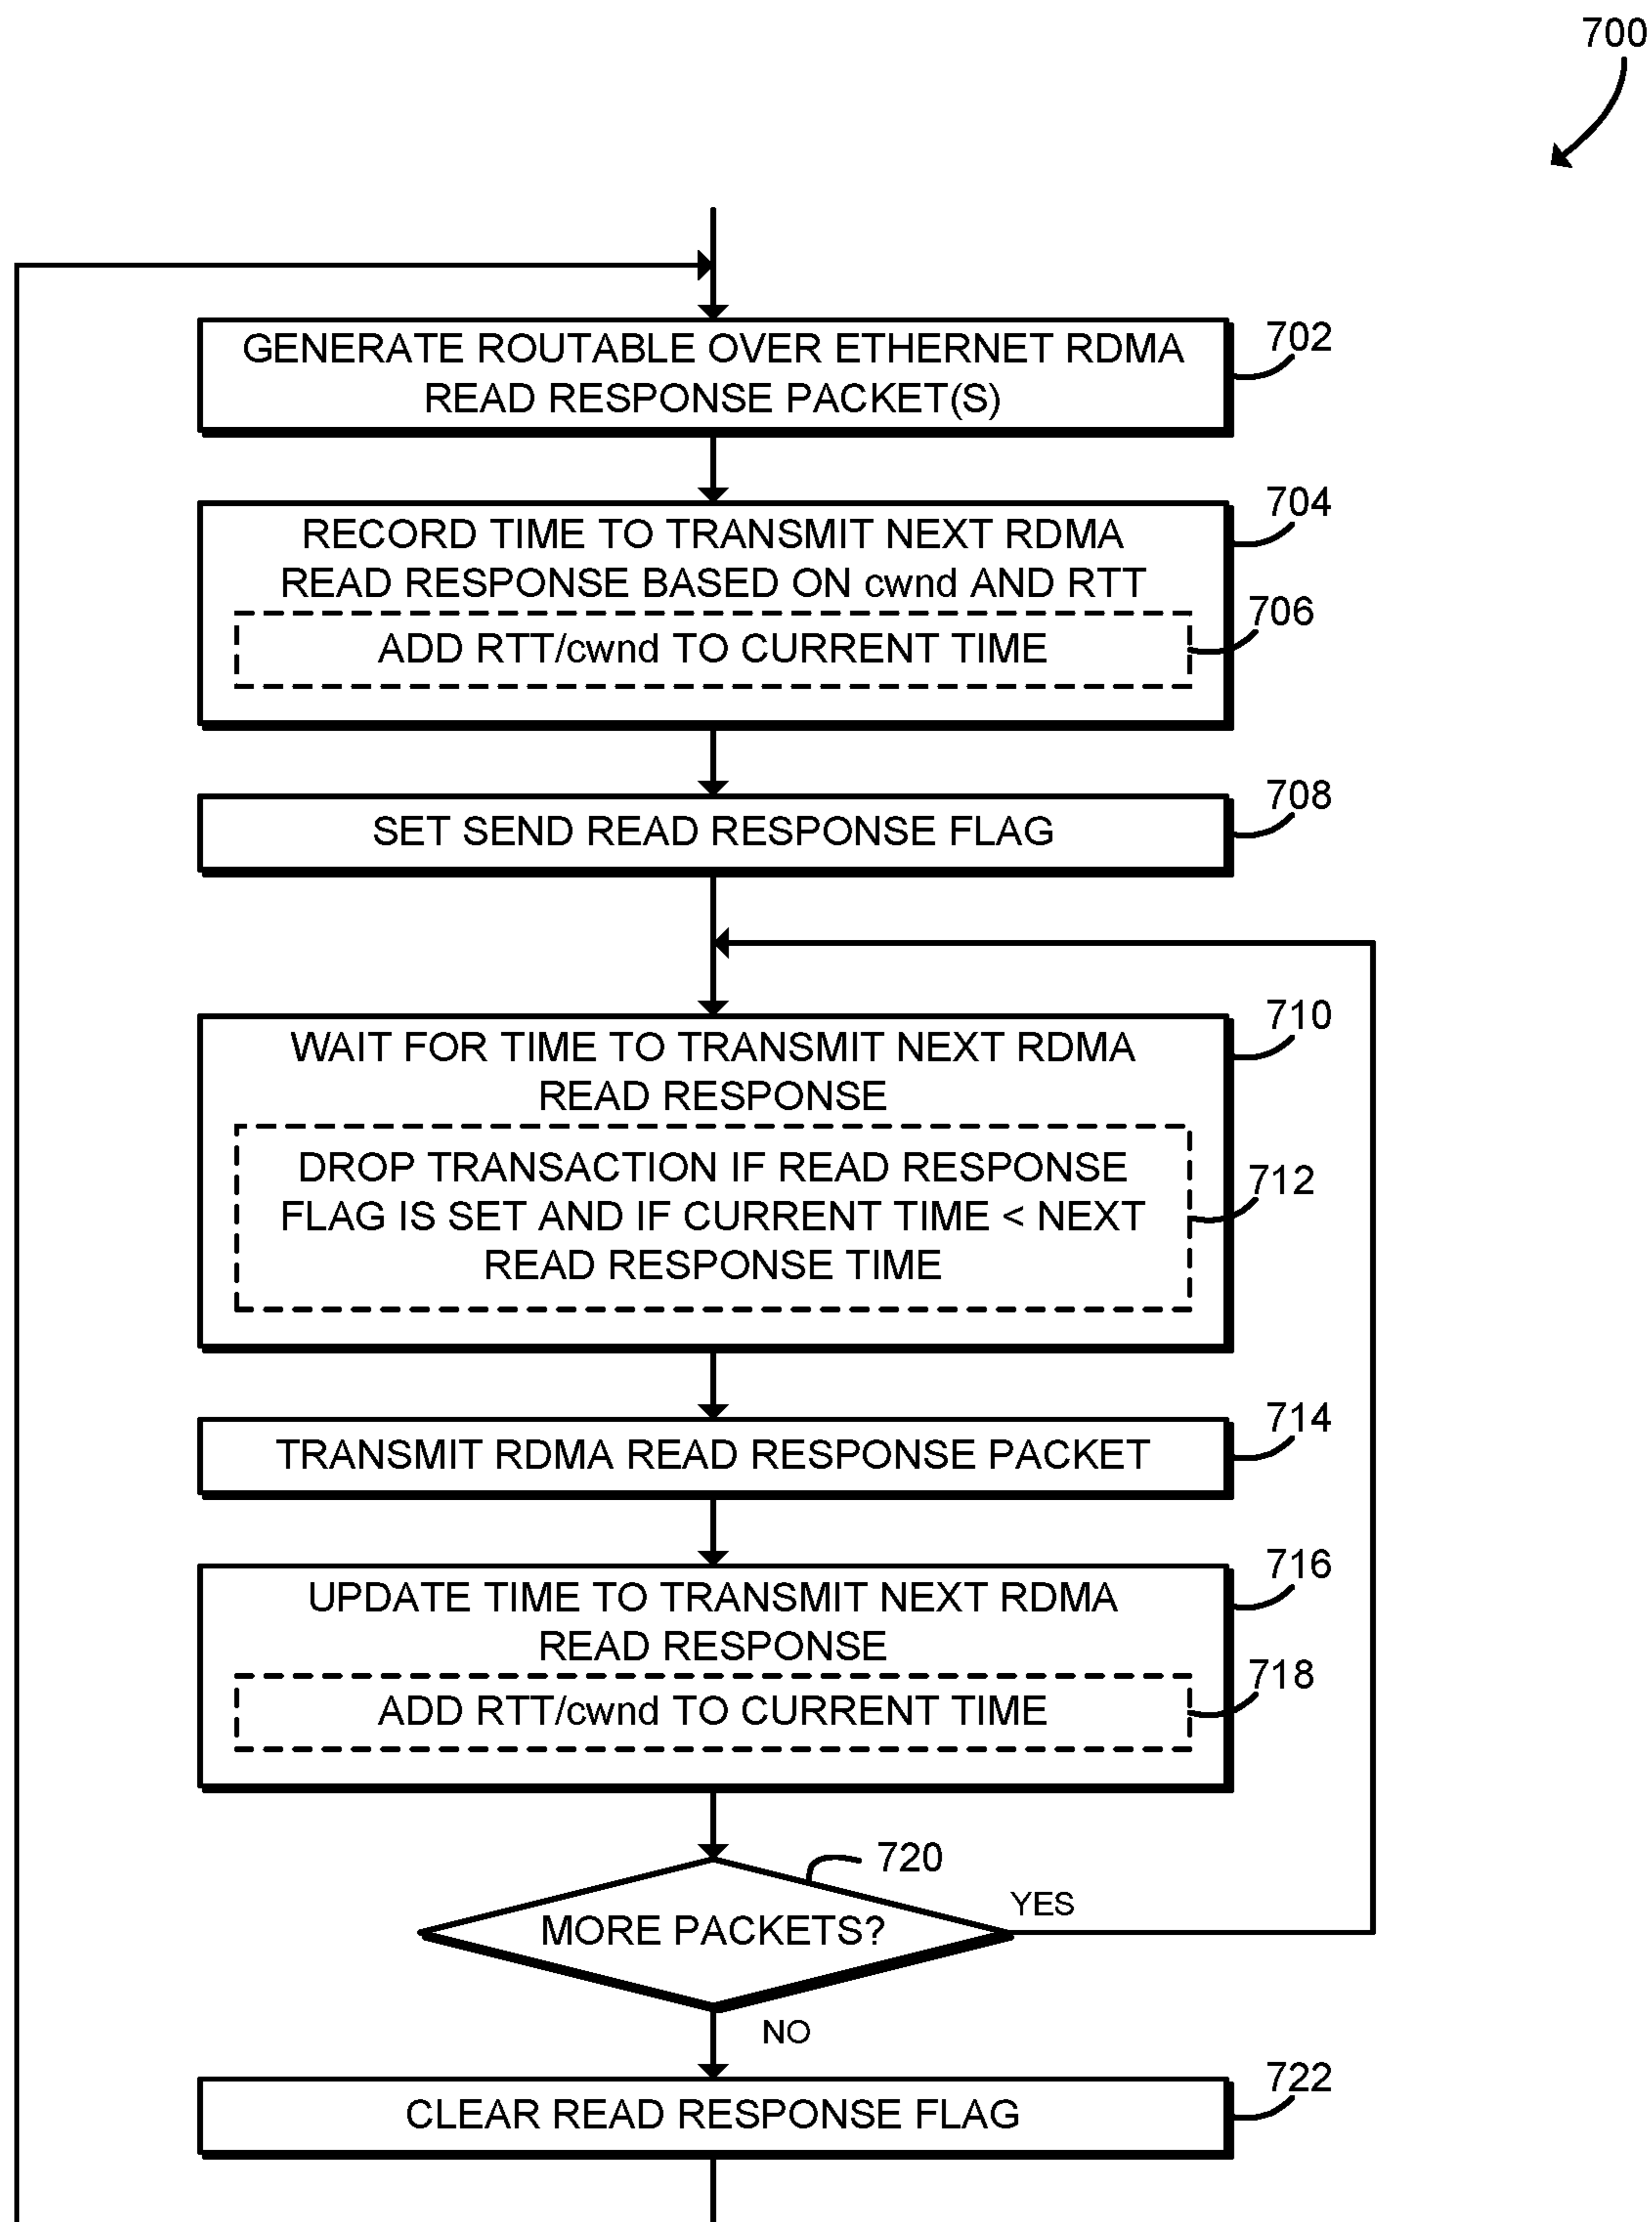 700
GENERATE ROUTABLE OVER ETHERNET RDMA
READ RESPONSE PACKET(S)
702
RECORD TIME TO TRANSMIT NEXT RDMA
READ RESPONSE BASED ON cwnd AND RTT
704
ADD RTT/cwnd TO CURRENT TIME
706
SET SEND READ RESPONSE FLAG
708
WAIT FOR TIME TO TRANSMIT NEXT RDMA
READ RESPONSE
710
DROP TRANSACTION IF READ RESPONSE
FLAG IS SET AND IF CURRENT TIME < NEXT
READ RESPONSE TIME
712
TRANSMIT RDMA READ RESPONSE PACKET
714
UPDATE TIME TO TRANSMIT NEXT RDMA
READ RESPONSE
716
ADD RTT/cwnd TO CURRENT TIME
718
720
MORE PACKETS?
YES
NO
CLEAR READ RESPONSE FLAG
722